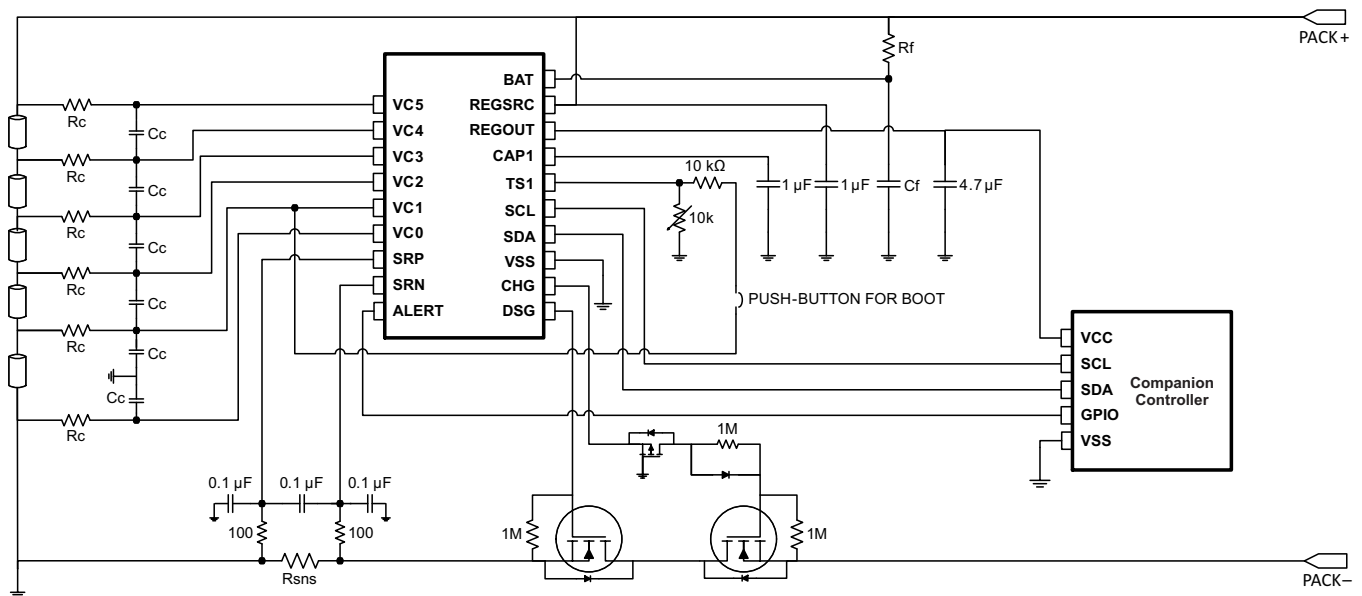 PACK+
Rf
BAT
REGSRC
REGOUT
CAP1
TS1
SCL
SDA
VSS
CHG
DSG
VC5
VC4
VC3
VC2
VC1
VC0
SRP
SRN
ALERT
Rc
Rc
Rc
Rc
Rc
Rc
Cc
Cc
Cc
Cc
Cc
Cc
10 kΩ
10k
1 µF
1 µF
Cf
4.7 µF
PUSH-BUTTON FOR BOOT
VCC
SCL
SDA
GPIO
VSS
Companion
Controller
1M
0.1 µF
0.1 µF
0.1 µF
100
100
1M
1M
Rsns
PACK–